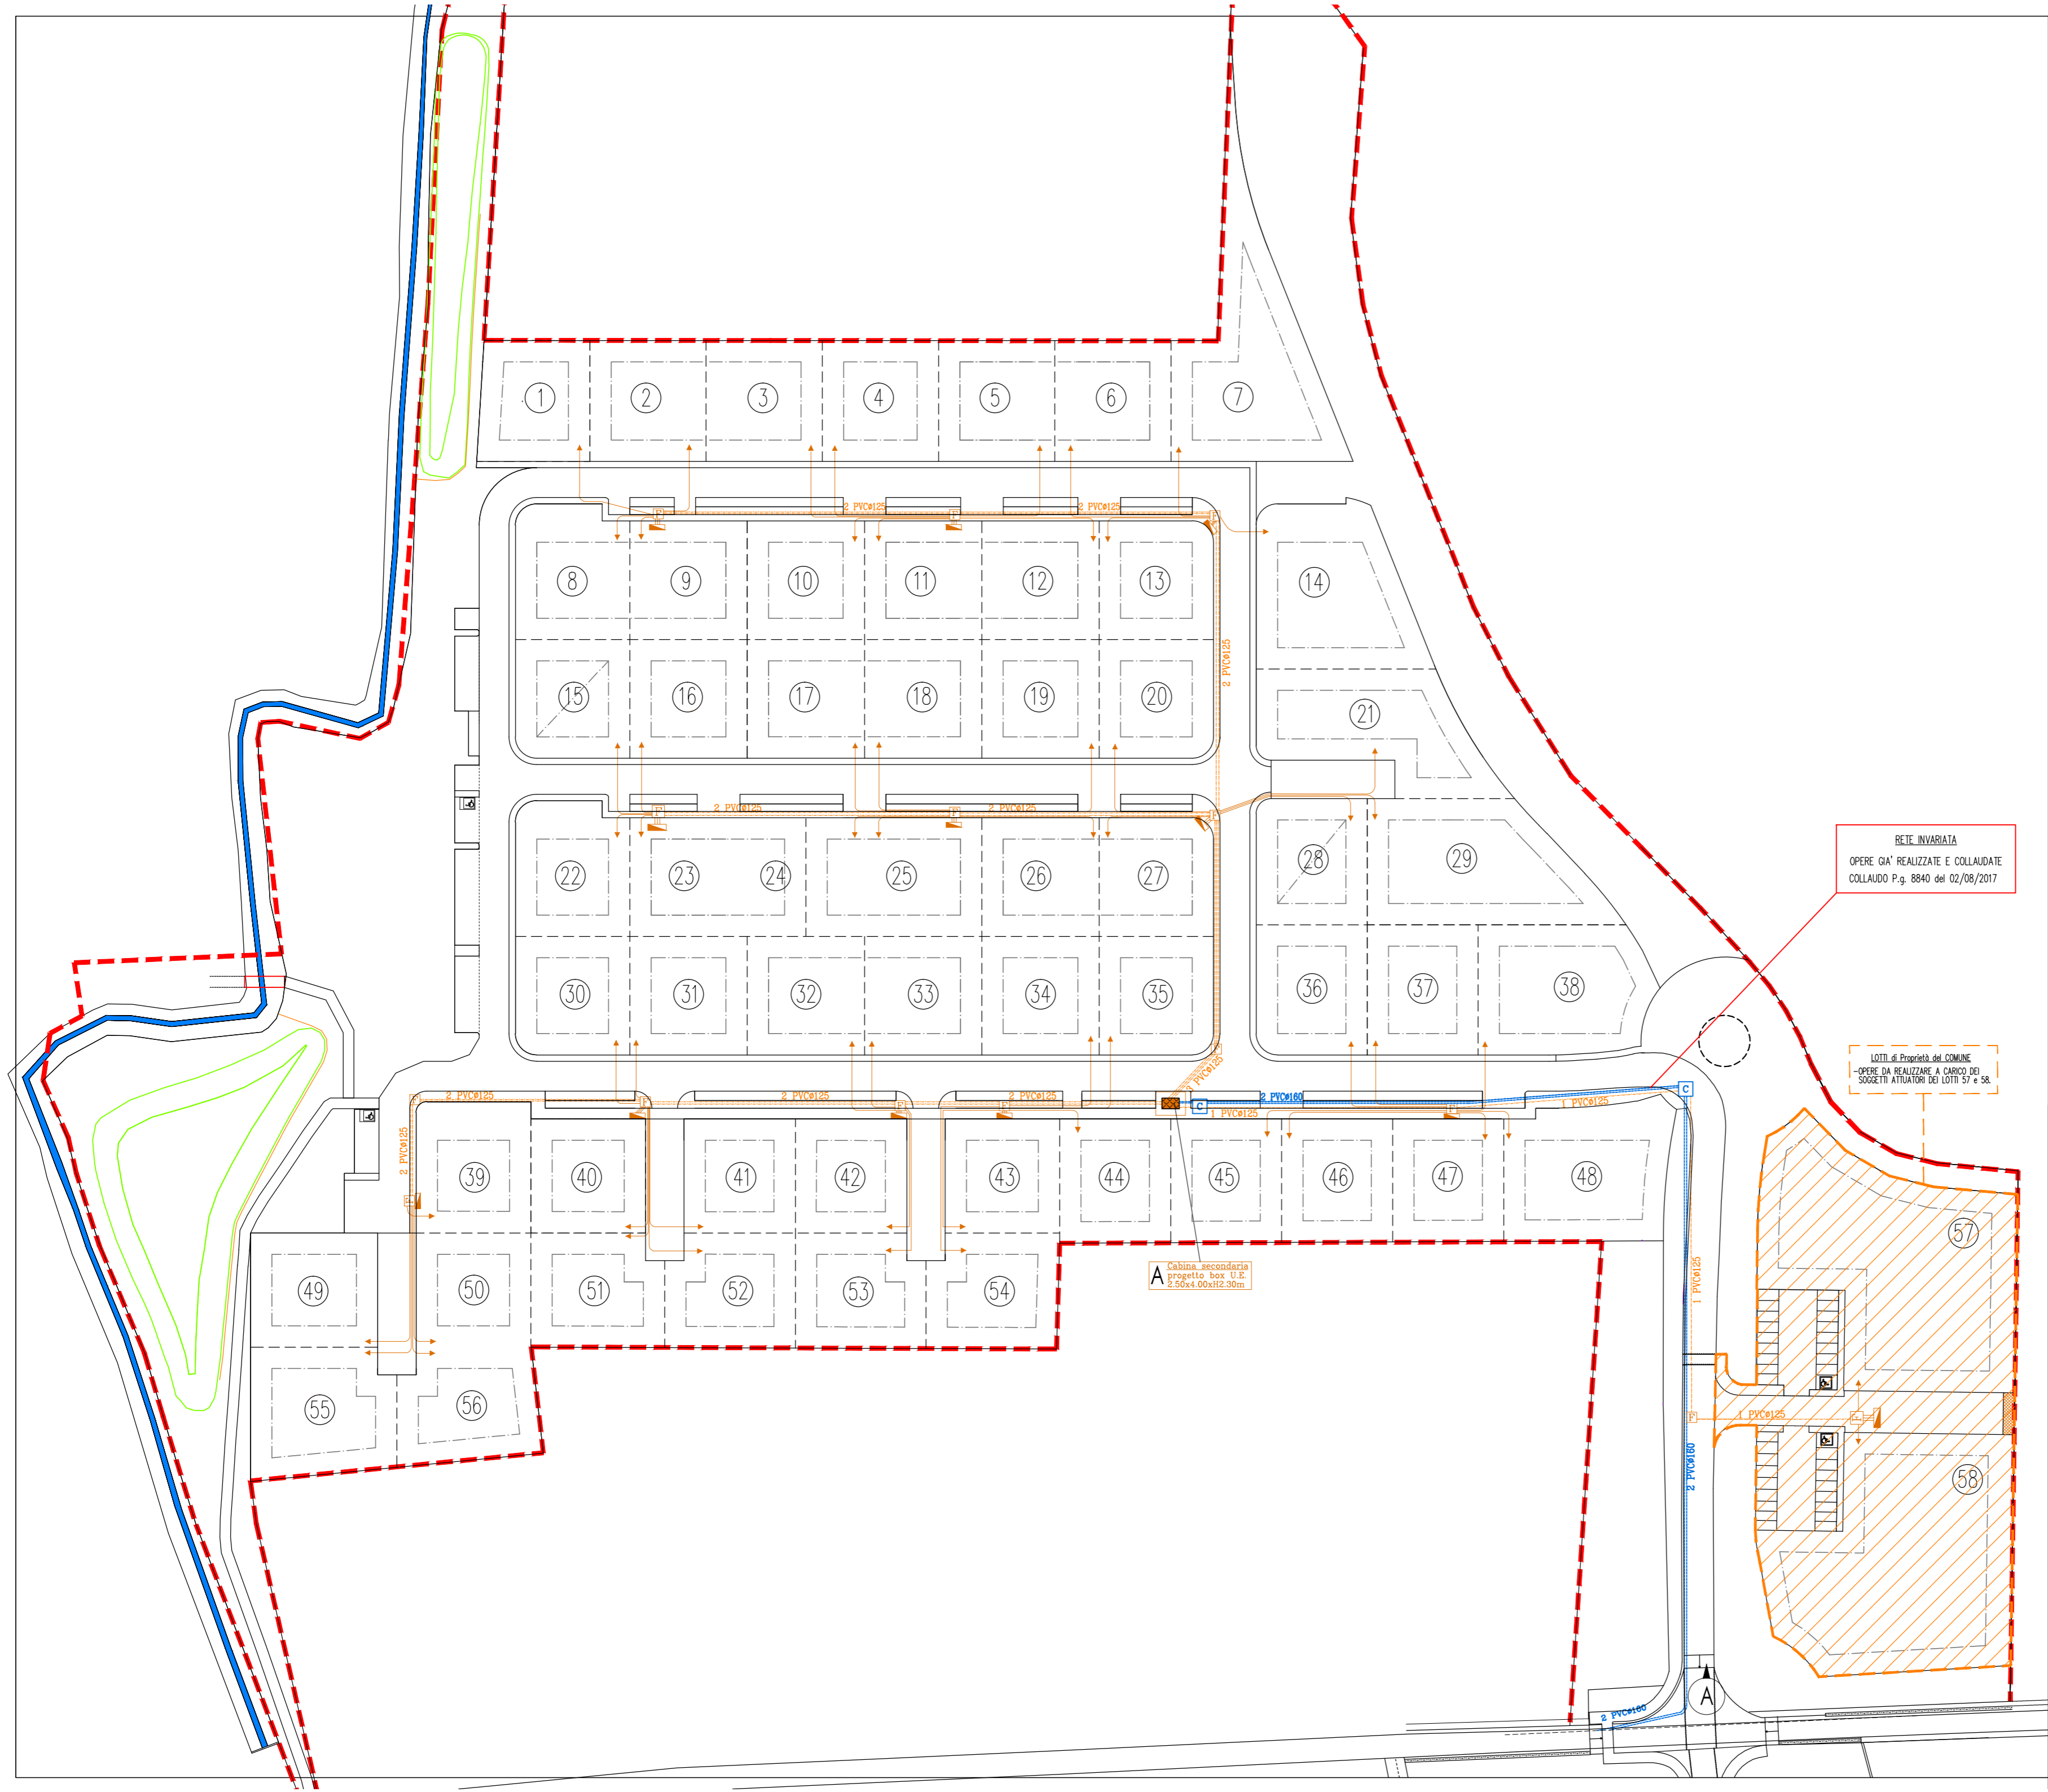 1 2 3 4 5 6 7
2 PVCø125 2 PVCø125
F F F
8 9 10 11 12 13 14
2 PVCø125
15 16 17 18 19 20 21
2 PVCø125 2 PVCø125
F F F
22 23 24 25 26 27 28 29
RETE INVARIATA
OPERE GIA' REALIZZATE E COLLAUDATE
COLLAUDO P.g. 8840 del 02/08/2017
30 31 32 33 34 35 36 37 38
LOTTI di Proprietà del COMUNE
-OPERE DA REALIZZARE A CARICO DEI
SOGGETTI ATTUATORI DEI LOTTI 57 e 58.
F
1 PVCø125
2 PVCø125 2 PVCø125 2 PVCø125 2 PVCø160 C
F F F F C 1 PVCø125 F 1 PVCø125
2 PVCø125
F
39 40 41 42 43 44 45 46 47 48
57
A Cabina secondaria
progetto box U.E.
2.50x4.00xH2.30m
1 PVCø125
49 50 51 52 53 54
55 56
F 1 PVCø125 F
2 PVCø160
58
A
2 PVCø160